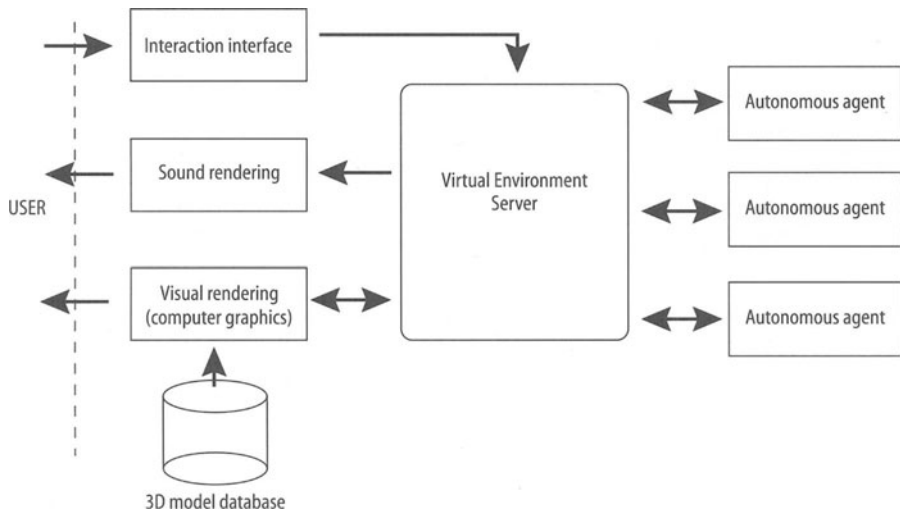 Interaction interface
Autonomous agent
Sound rendering
Virtual Environment
Server
USER
Autonomous agent
Visual rendering
(computer graphics)
Autonomous agent
3D model database